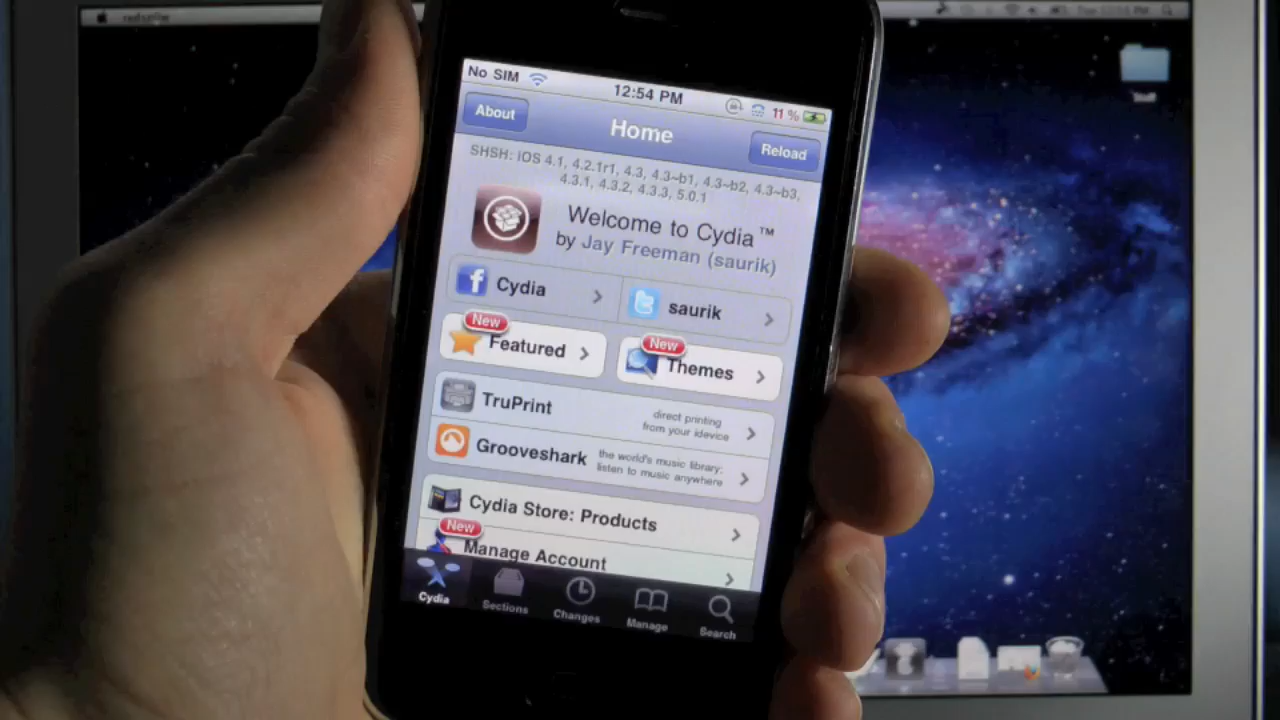 No SIM 12:54 PM 11%
About Home Reload
SHSH: iOS 4.1, 4.2.1r1, 4.3, 4.3~b1, 4.3~b2, 4.3~b3,
4.3.1, 4.3.2, 4.3.3, 5.0.1
Welcome to Cydia™
by Jay Freeman (saurik)
Cydia saurik
New New
Featured Themes
TruPrint direct printing
from your idevice
Grooveshark the world's music library;
listen to music anywhere
Cydia Store: Products
New
Manage Account
Cydia Sections Changes Manage Search